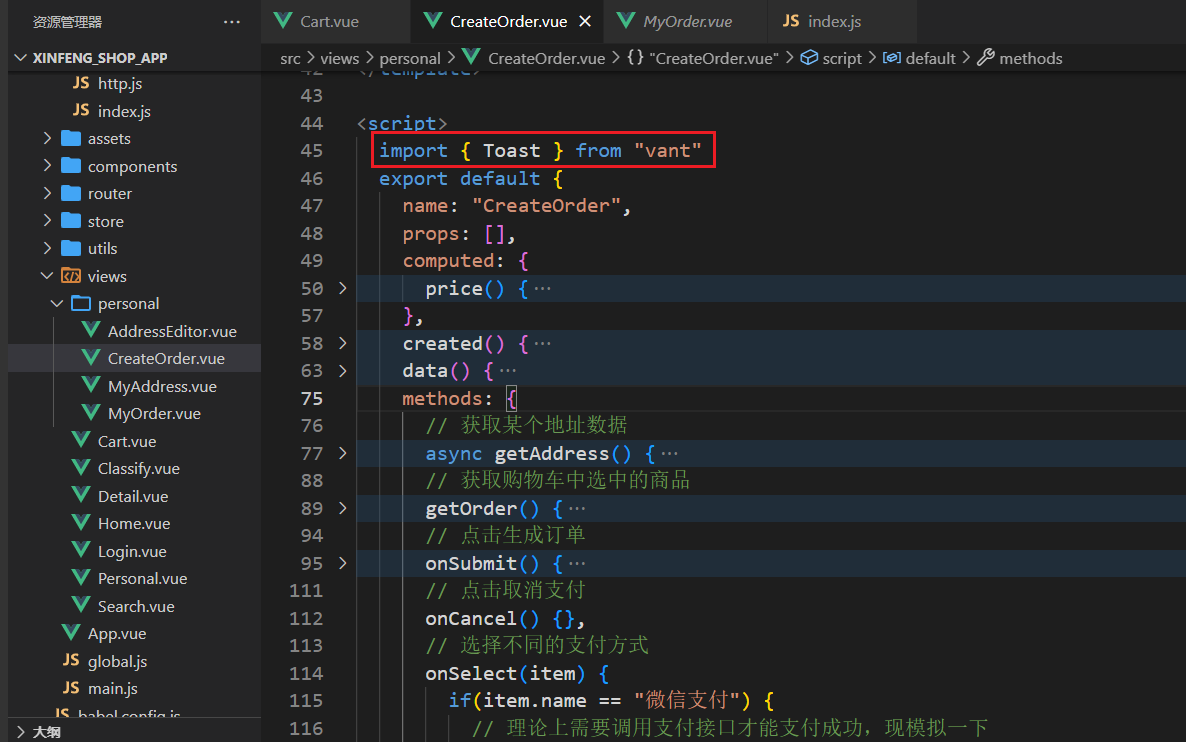 资源管理器 ···
XINFENG_SHOP_APP
JS http.js
JS index.js
assets
components
router
store
utils
views
personal
AddressEditor.vue
CreateOrder.vue
MyAddress.vue
MyOrder.vue
Cart.vue
Classify.vue
Detail.vue
Home.vue
Login.vue
Personal.vue
Search.vue
App.vue
JS global.js
JS main.js
JS babel.config.js
大纲
Cart.vue CreateOrder.vue × MyOrder.vue JS index.js
src > views > personal > CreateOrder.vue > {} "CreateOrder.vue" > script > default > methods
42 </template>
43
44 <script>
45 import { Toast } from "vant"
46 export default {
47 name: "CreateOrder",
48 props: [],
49 computed: {
50 > price() { ···
57 },
58 > created() { ···
63 > data() { ···
75 methods: {
76 // 获取某个地址数据
77 > async getAddress() { ···
88 // 获取购物车中选中的商品
89 > getOrder() { ···
94 // 点击生成订单
95 > onSubmit() { ···
111 // 点击取消支付
112 onCancel() {},
113 // 选择不同的支付方式
114 onSelect(item) {
115 if(item.name == "微信支付") {
116 // 理论上需要调用支付接口才能支付成功，现模拟一下